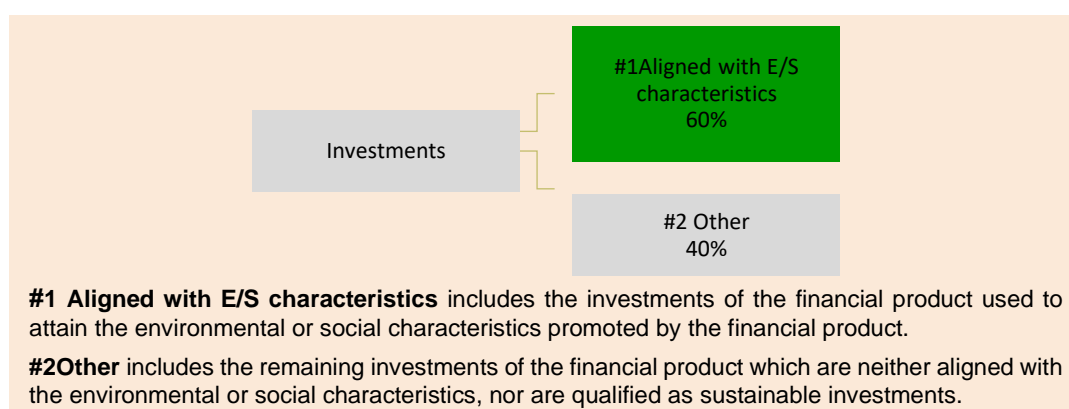 #1Aligned with E/S
characteristics
60%
Investments
#2 Other
40%
#1 Aligned with E/S characteristics includes the investments of the financial product used to
attain the environmental or social characteristics promoted by the financial product.
#2Other includes the remaining investments of the financial product which are neither aligned with
the environmental or social characteristics, nor are qualified as sustainable investments.